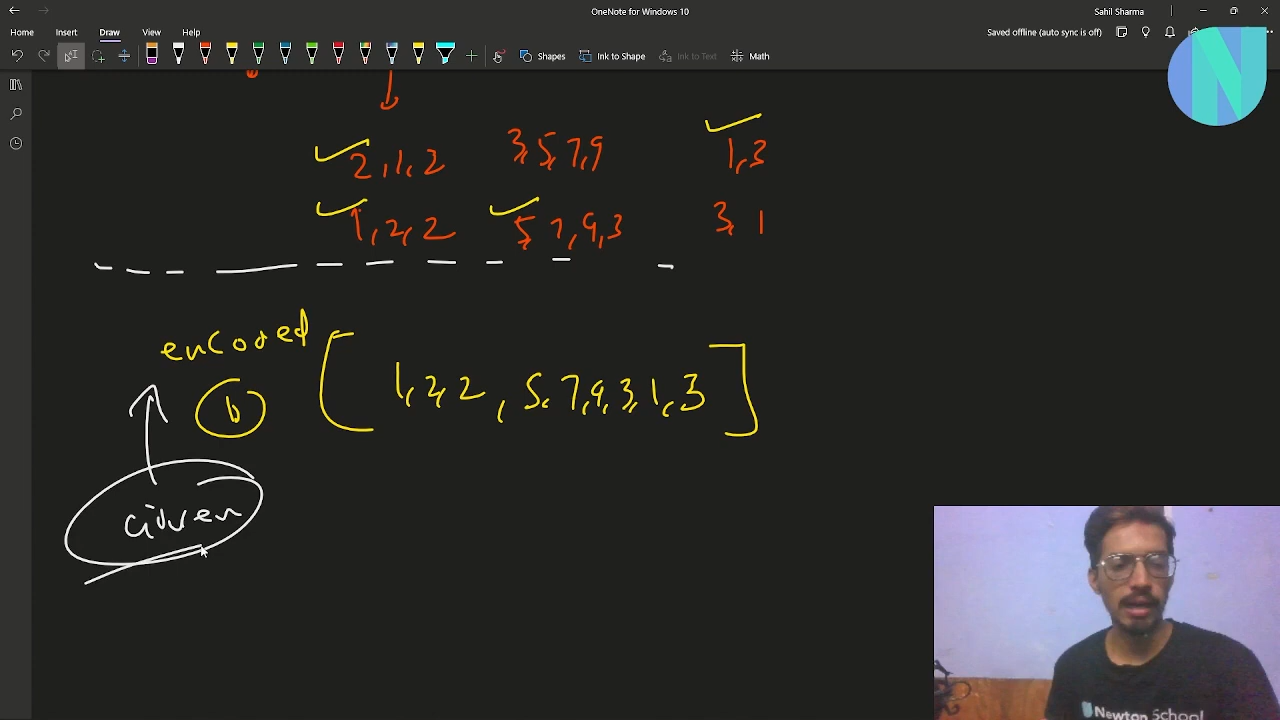 OneNote for Windows 10
Sahil Sharma
Home Insert Draw View Help
Saved offline (auto sync is off)
Shapes Ink to Shape Ink to Text Math
2,1,2 3,5,7,9 1,3
1,2,2 5,7,9,3 3,1
encoded
b [1,2,2,5,7,9,3,1,3]
Given
Newton School
N